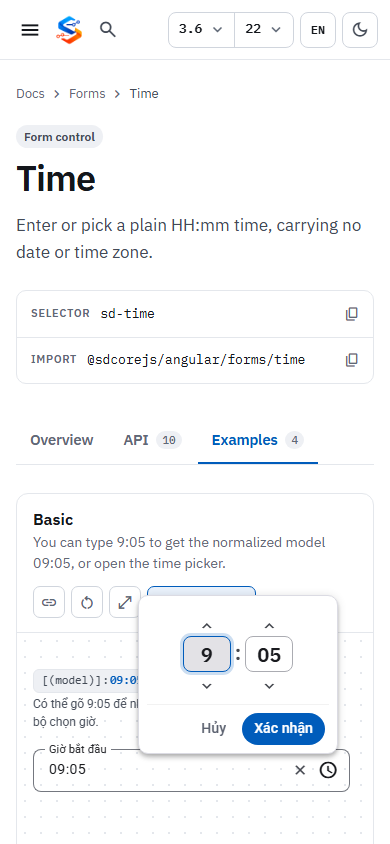 3.6
22
EN
Docs
Forms
Time
Form control
Time
Enter or pick a plain HH:mm time, carrying no
date or time zone.
SELECTOR sd-time
IMPORT @sdcorejs/angular/forms/time
Overview
API 10
Examples 4
Basic
You can type 9:05 to get the normalized model
09:05, or open the time picker.
9 : 05
Hủy
Xác nhận
[(model)]:09:05
Có thể gõ 9:05 để
bộ chọn giờ.
Giờ bắt đầu
09:05